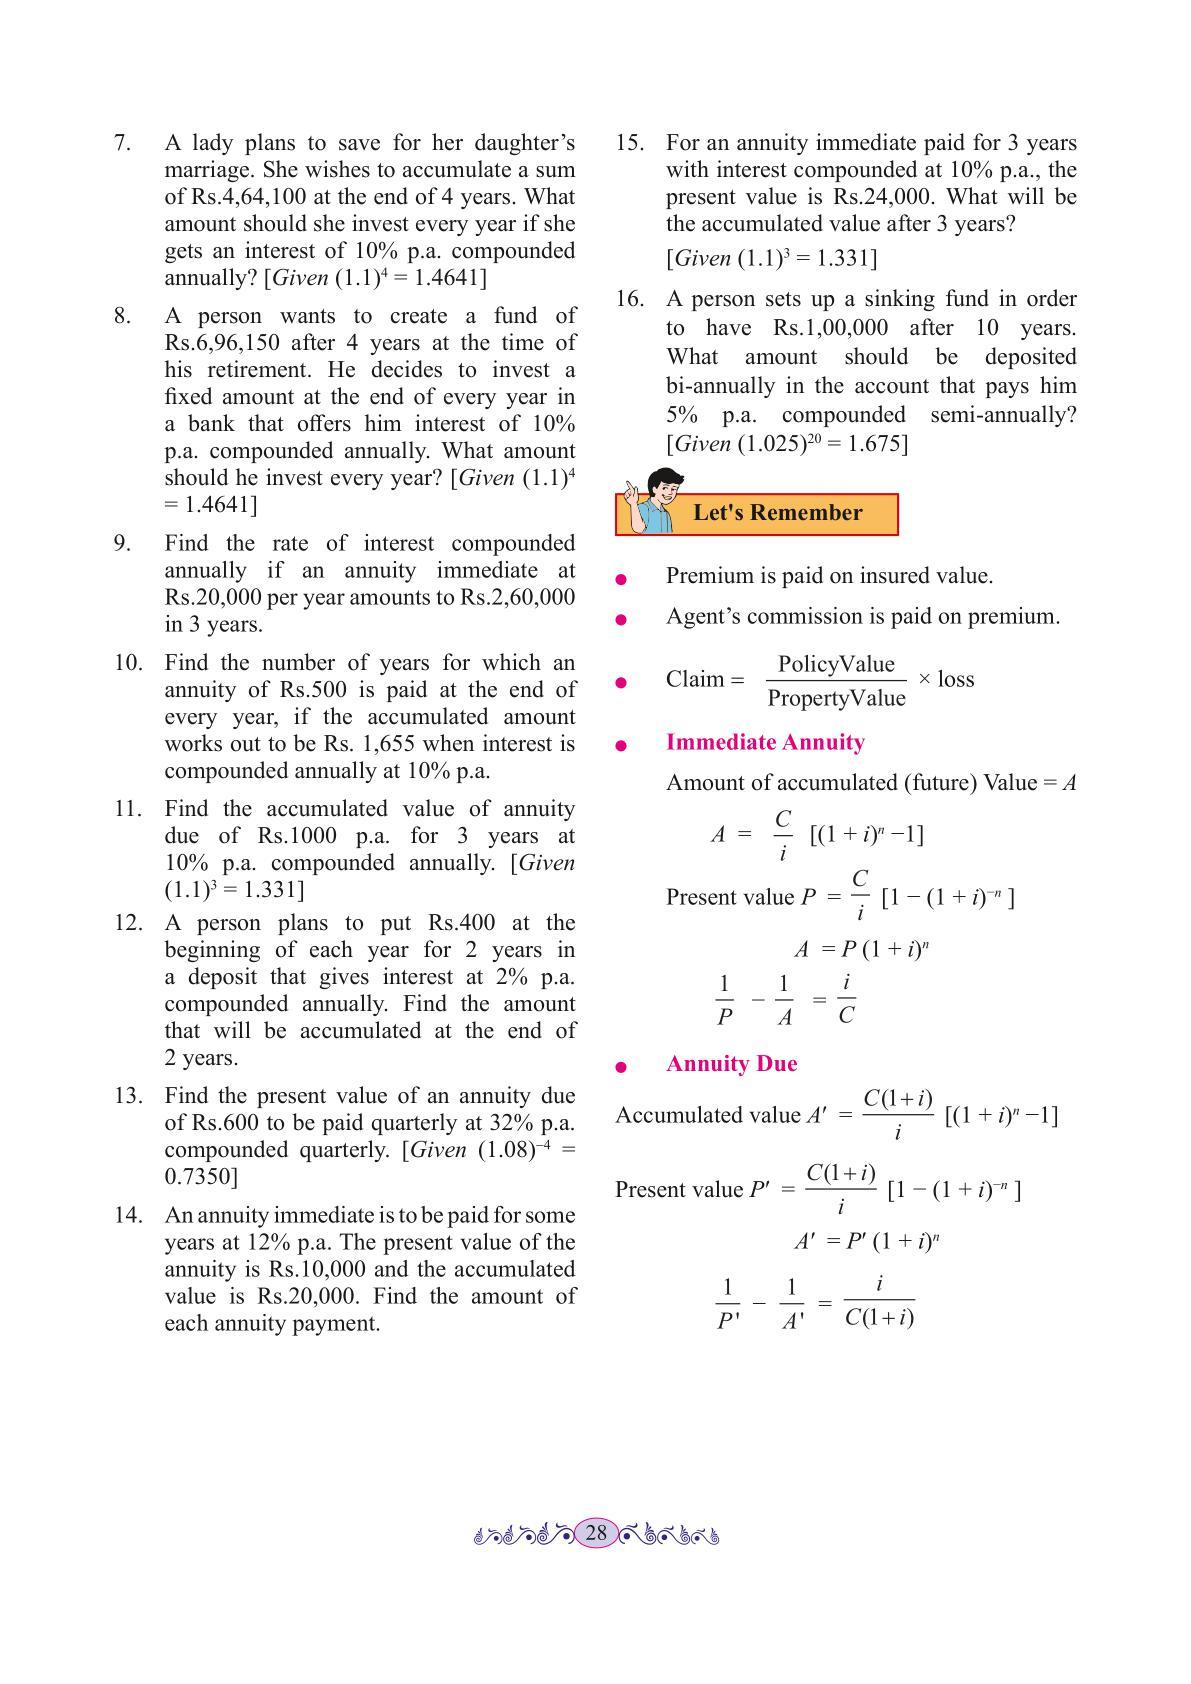 7. A lady plans to save for her daughter’s
marriage. She wishes to accumulate a sum
of Rs.4,64,100 at the end of 4 years. What
amount should she invest every year if she
gets an interest of 10% p.a. compounded
annually? [Given (1.1)⁴ = 1.4641]
8. A person wants to create a fund of
Rs.6,96,150 after 4 years at the time of
his retirement. He decides to invest a
fixed amount at the end of every year in
a bank that offers him interest of 10%
p.a. compounded annually. What amount
should he invest every year? [Given (1.1)⁴
= 1.4641]
9. Find the rate of interest compounded
annually if an annuity immediate at
Rs.20,000 per year amounts to Rs.2,60,000
in 3 years.
10. Find the number of years for which an
annuity of Rs.500 is paid at the end of
every year, if the accumulated amount
works out to be Rs. 1,655 when interest is
compounded annually at 10% p.a.
11. Find the accumulated value of annuity
due of Rs.1000 p.a. for 3 years at
10% p.a. compounded annually. [Given
(1.1)³ = 1.331]
12. A person plans to put Rs.400 at the
beginning of each year for 2 years in
a deposit that gives interest at 2% p.a.
compounded annually. Find the amount
that will be accumulated at the end of
2 years.
13. Find the present value of an annuity due
of Rs.600 to be paid quarterly at 32% p.a.
compounded quarterly. [Given (1.08)⁻⁴ =
0.7350]
14. An annuity immediate is to be paid for some
years at 12% p.a. The present value of the
annuity is Rs.10,000 and the accumulated
value is Rs.20,000. Find the amount of
each annuity payment.
15. For an annuity immediate paid for 3 years
with interest compounded at 10% p.a., the
present value is Rs.24,000. What will be
the accumulated value after 3 years?
[Given (1.1)³ = 1.331]
16. A person sets up a sinking fund in order
to have Rs.1,00,000 after 10 years.
What amount should be deposited
bi-annually in the account that pays him
5% p.a. compounded semi-annually?
[Given (1.025)²⁰ = 1.675]
Let's Remember
● Premium is paid on insured value.
● Agent’s commission is paid on premium.
● Claim = PolicyValue / PropertyValue × loss
● Immediate Annuity
Amount of accumulated (future) Value = A
A = C / i [(1 + i)ⁿ −1]
Present value P = C / i [1 − (1 + i)⁻ⁿ ]
A = P (1 + i)ⁿ
1 / P − 1 / A = i / C
● Annuity Due
Accumulated value A′ = C(1+i) / i [(1 + i)ⁿ −1]
Present value P′ = C(1+i) / i [1 − (1 + i)⁻ⁿ ]
A′ = P′ (1 + i)ⁿ
1 / P' − 1 / A' = i / C(1+i)
28